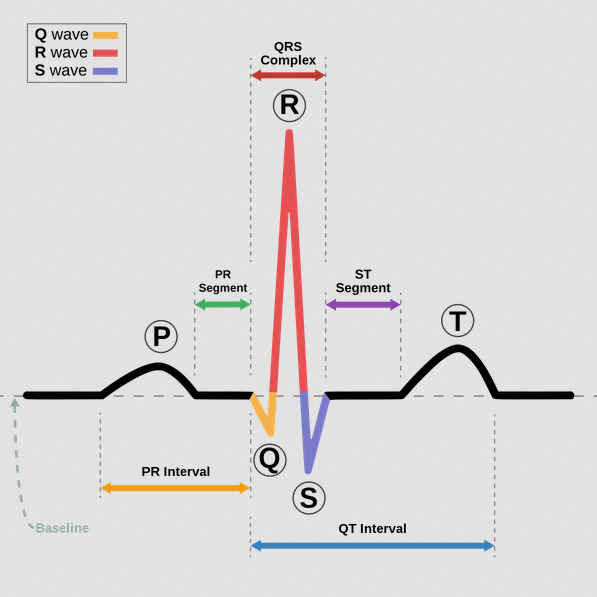 Q wave
R wave
S wave
QRS
Complex
R
PR
Segment
ST
Segment
P
T
Q
S
PR Interval
Baseline
QT Interval